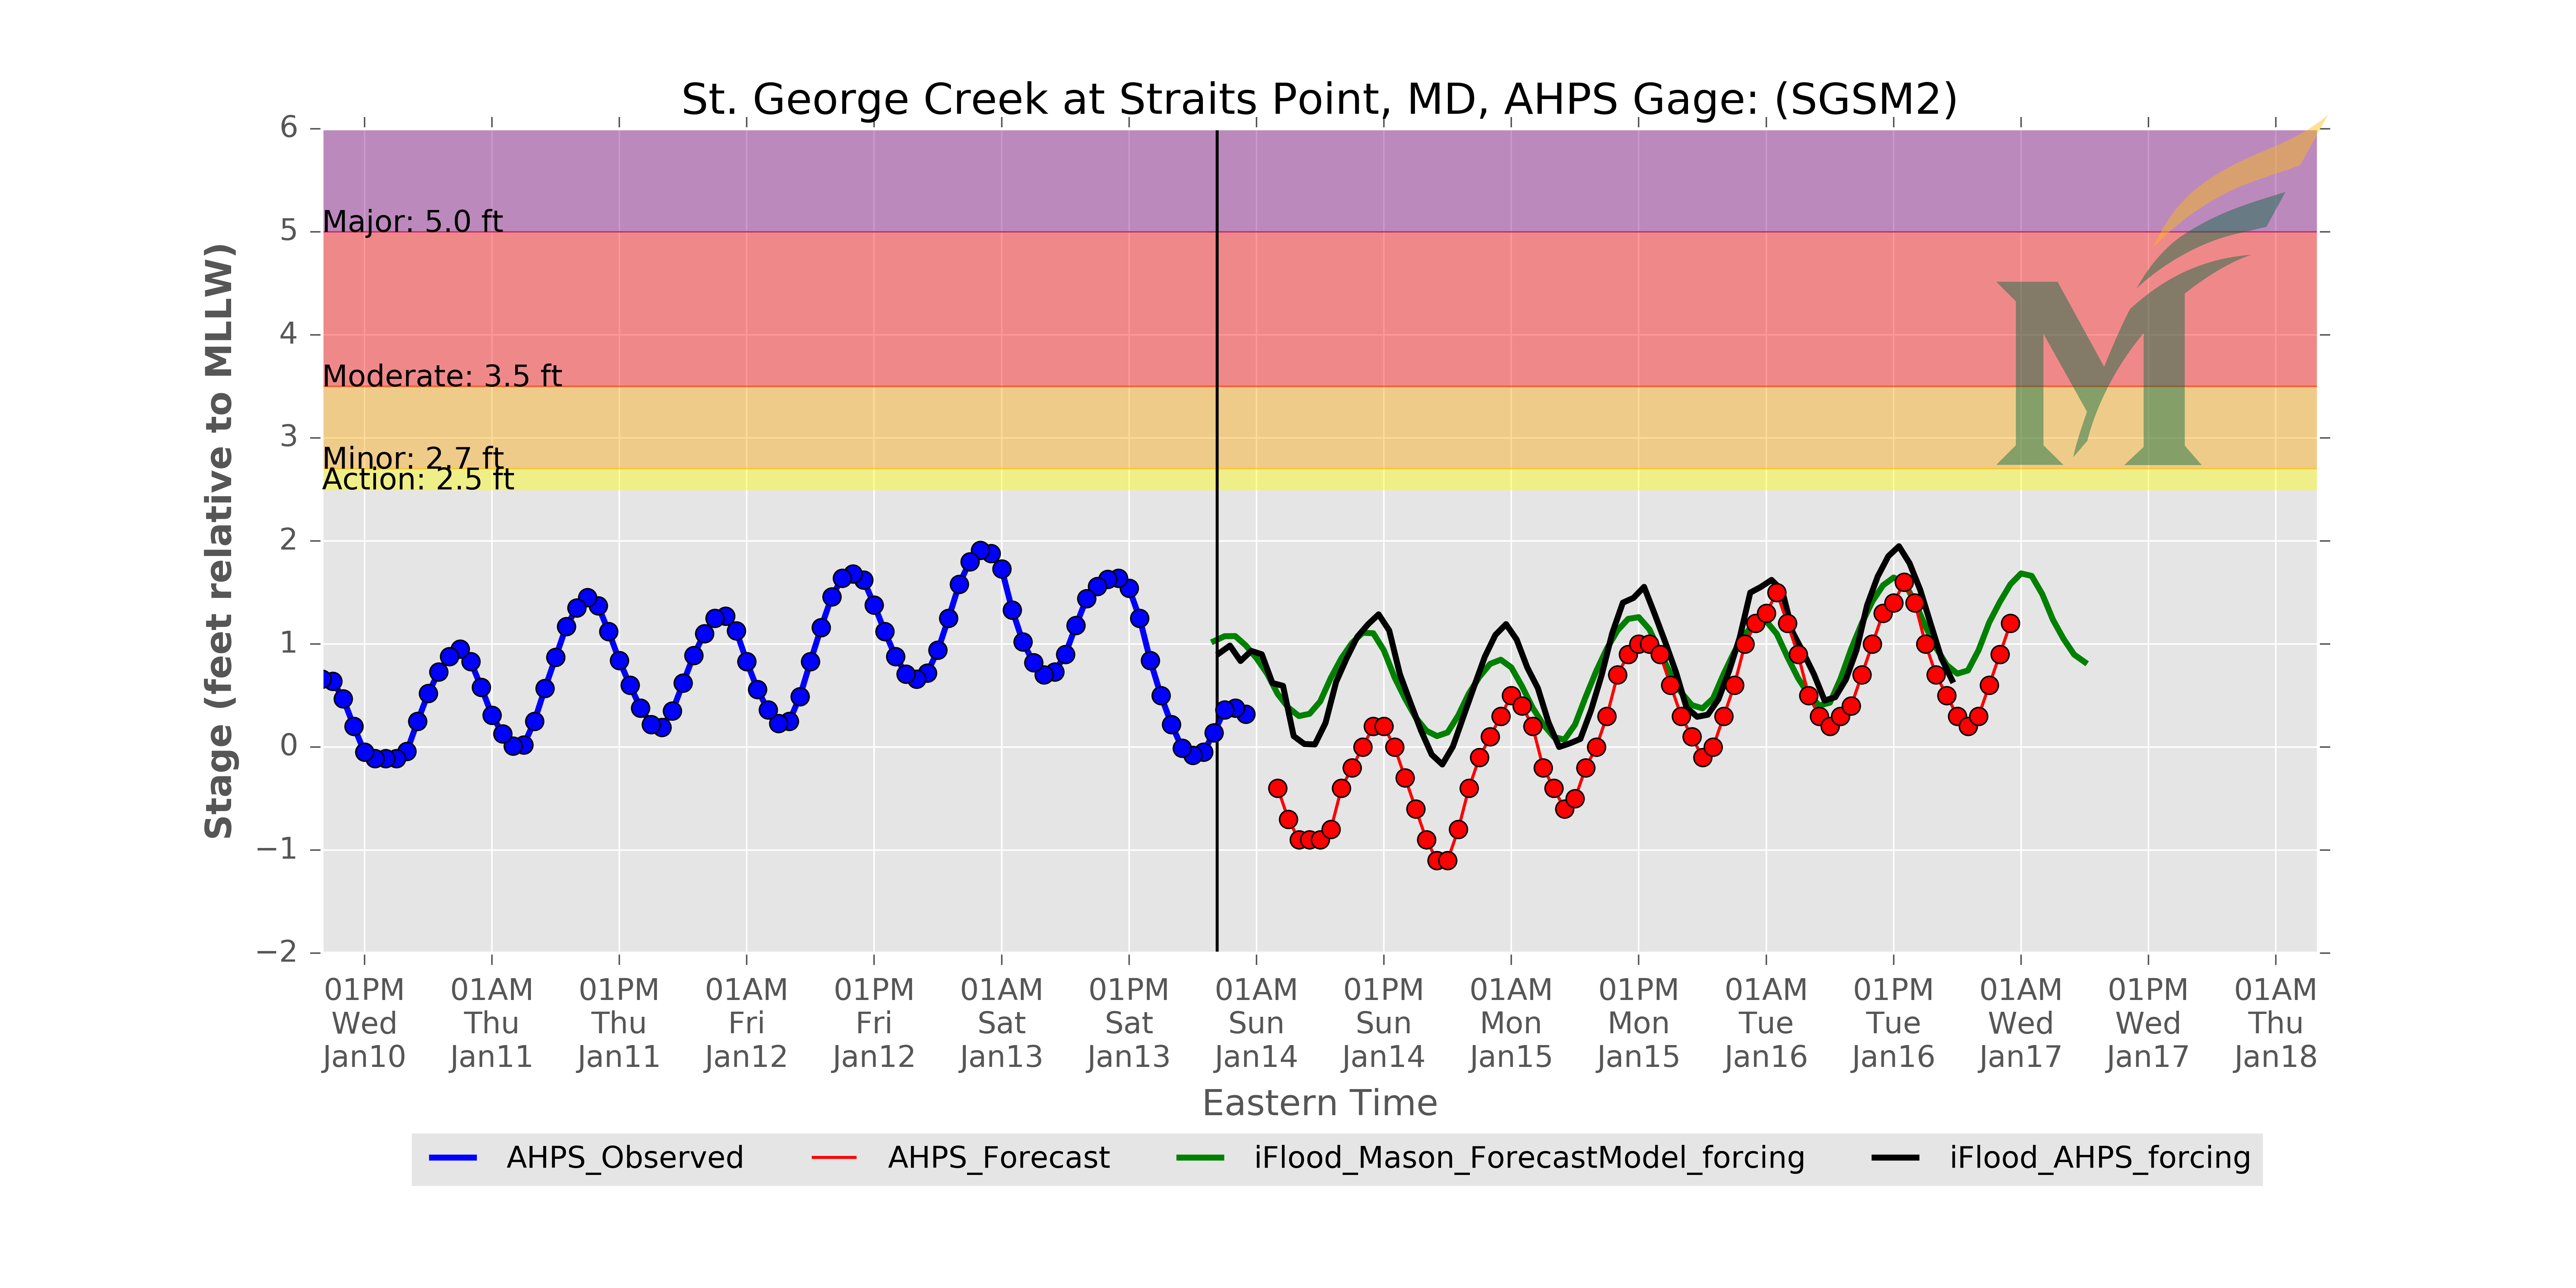 St. George Creek at Straits Point, MD, AHPS Gage: (SGSM2)
Stage (feet relative to MLLW)
6
5
4
3
2
1
0
−1
−2
Major: 5.0 ft
Moderate: 3.5 ft
Minor: 2.7 ft
Action: 2.5 ft
M
01PM 01AM 01PM 01AM 01PM 01AM 01PM 01AM 01PM 01AM 01PM 01AM 01PM 01AM 01PM 01AM
Wed Thu Thu Fri Fri Sat Sat Sun Sun Mon Mon Tue Tue Wed Wed Thu
Jan10 Jan11 Jan11 Jan12 Jan12 Jan13 Jan13 Jan14 Jan14 Jan15 Jan15 Jan16 Jan16 Jan17 Jan17 Jan18
Eastern Time
AHPS_Observed AHPS_Forecast iFlood_Mason_ForecastModel_forcing iFlood_AHPS_forcing